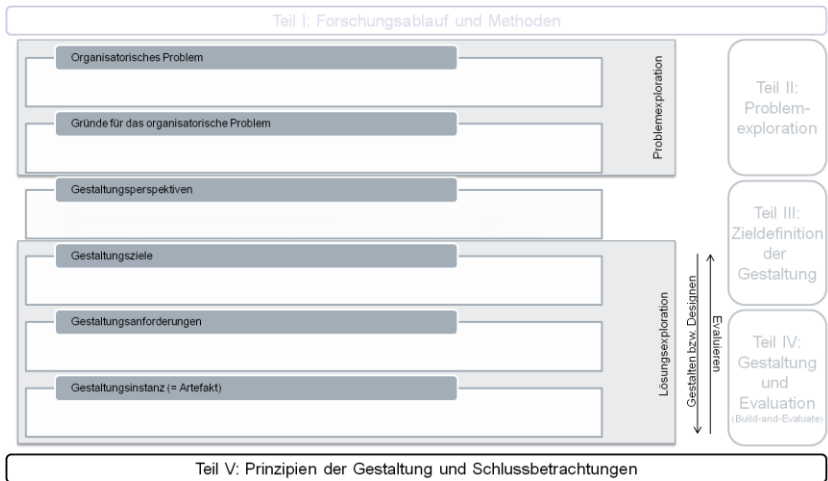 Teil I: Forschungsablauf und Methoden
Organisatorisches Problem
Gründe für das organisatorische Problem
Problemexploration
Teil II:
Problem-
exploration
Gestaltungsperspektiven
Teil III:
Zieldefinition
der
Gestaltung
Gestaltungsziele
Gestaltungsanforderungen
Gestaltungsinstanz (= Artefakt)
Lösungsexploration
Gestalten bzw. Designen
Evaluieren
Teil IV:
Gestaltung
und
Evaluation
(Build-and-Evaluate)
Teil V: Prinzipien der Gestaltung und Schlussbetrachtungen